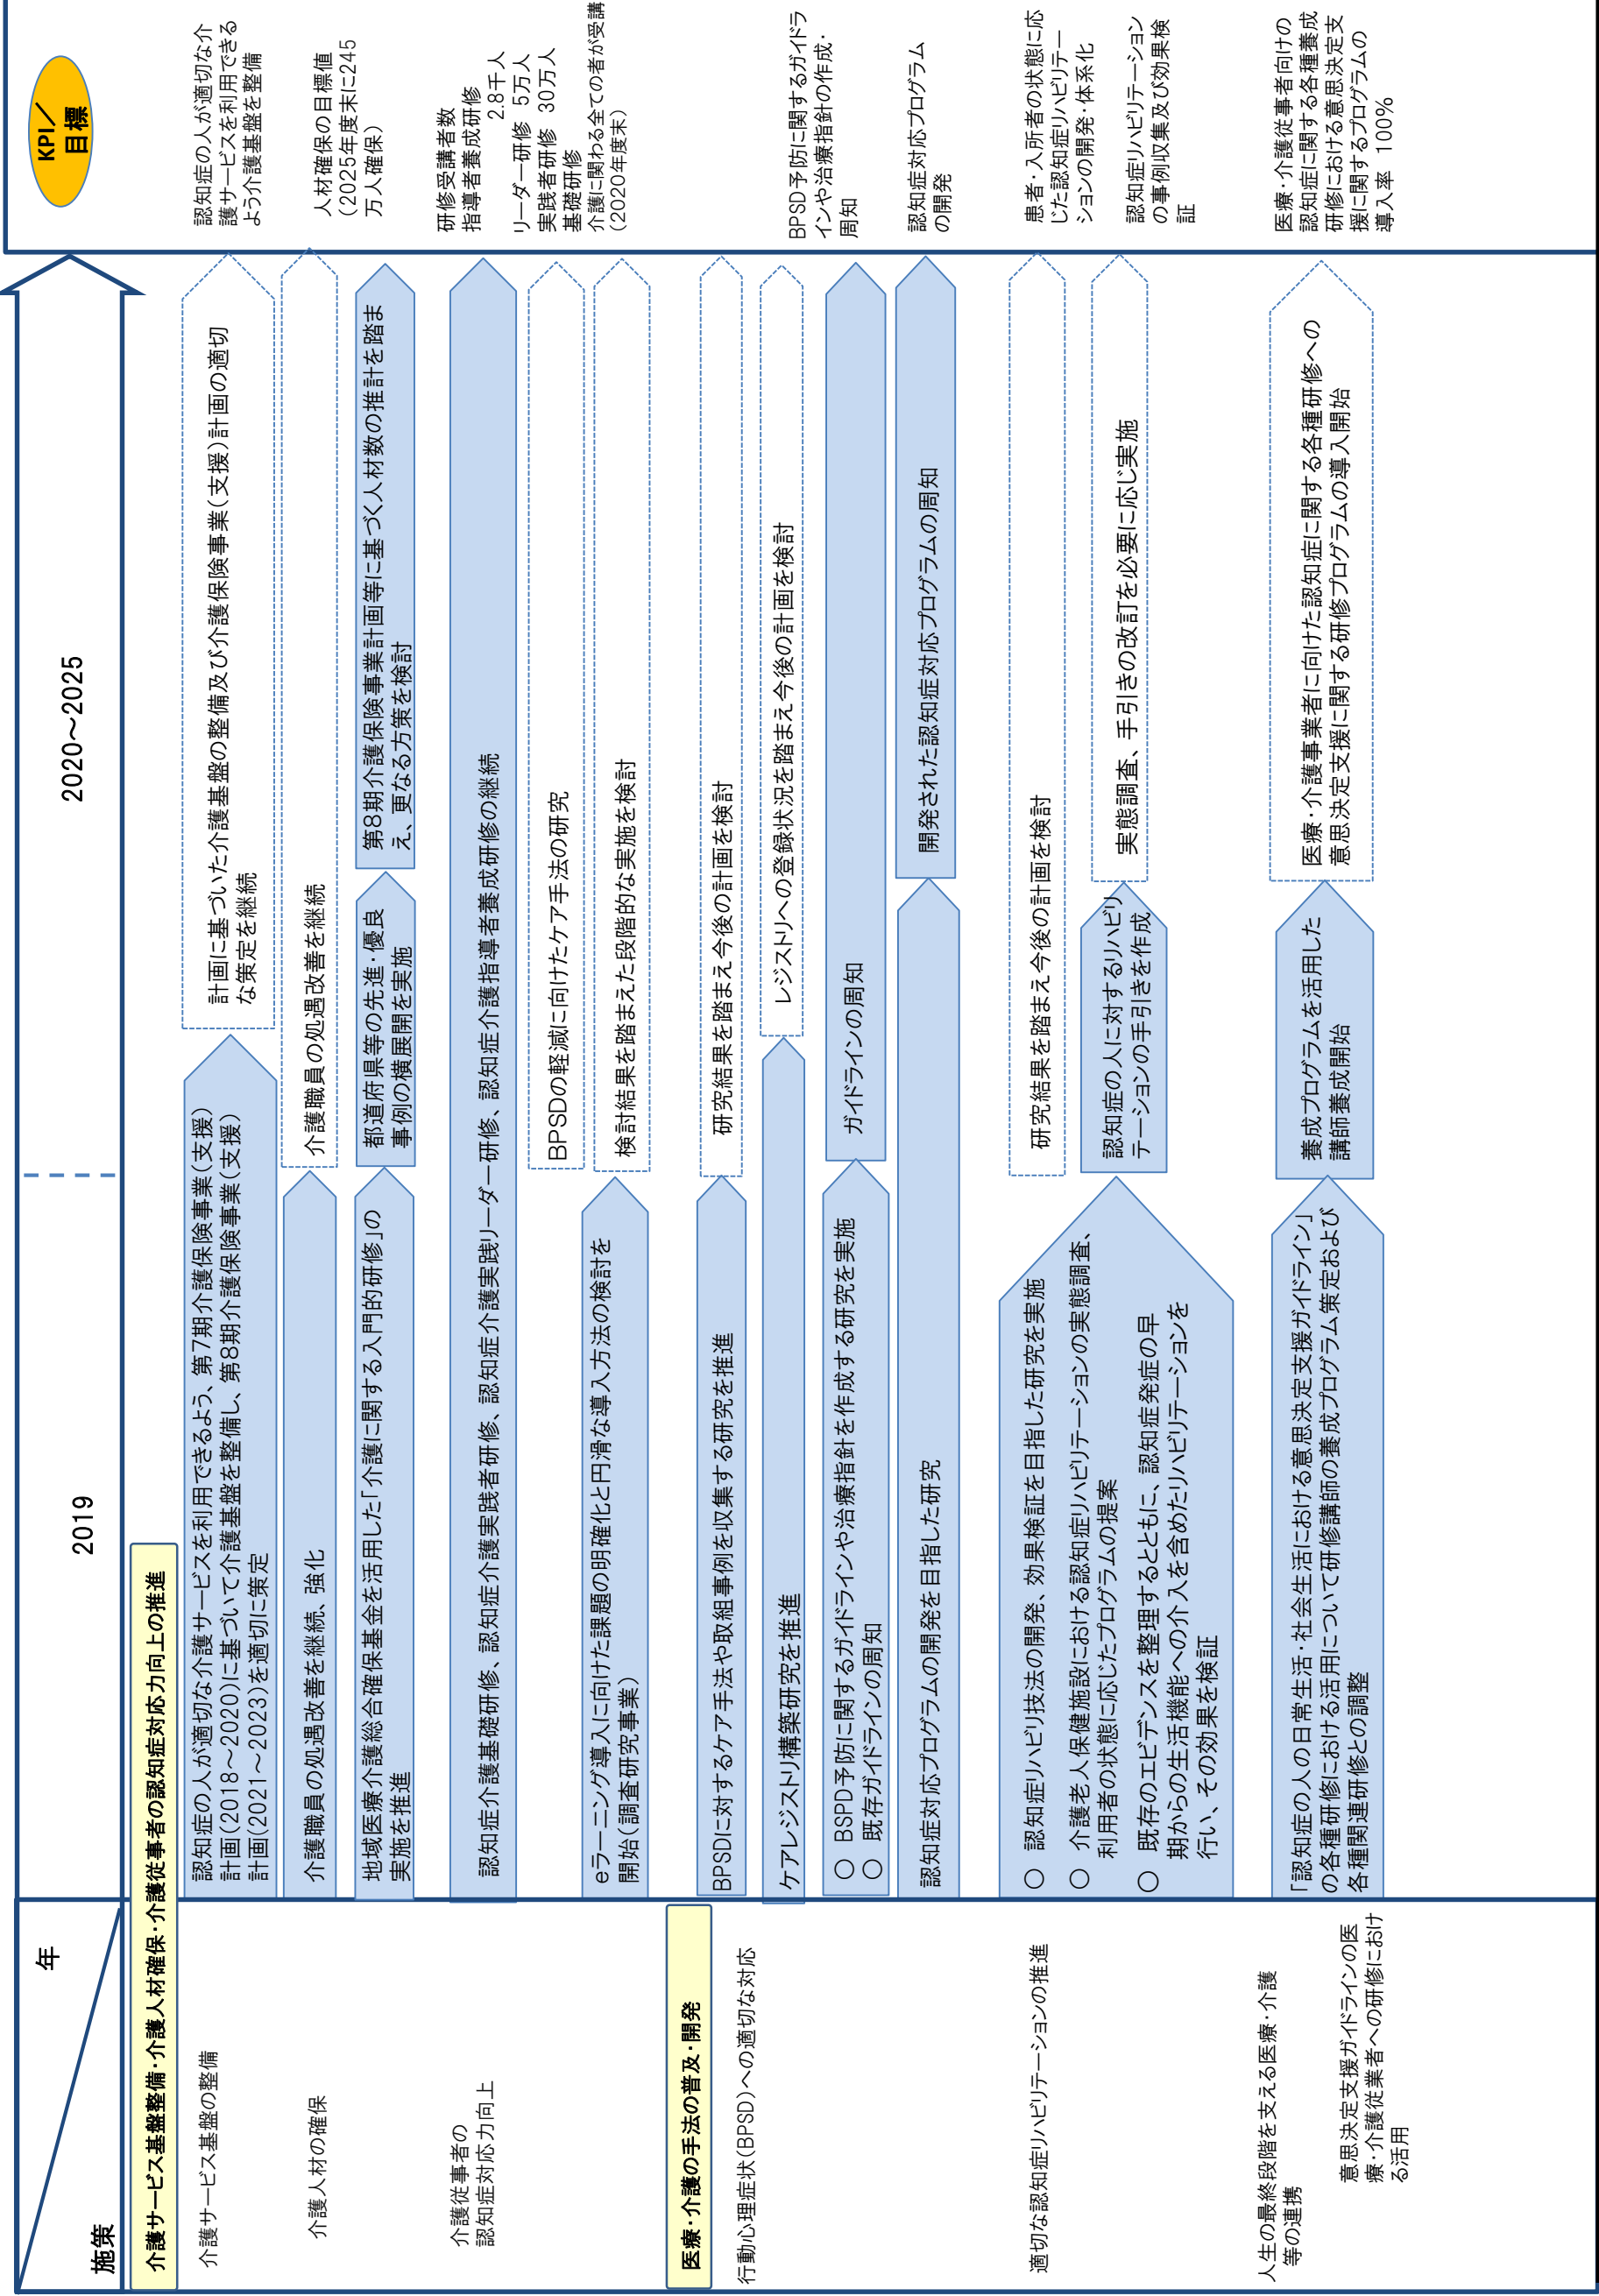 施策
年
2019
2020～2025
KPI／
目標
介護サービス基盤整備・介護人材確保・介護従事者の認知症対応力向上の推進
介護サービス基盤の整備
認知症の人が適切な介護サービスを利用できるよう、第7期介護保険事業（支援）
計画（2018～2020）に基づいて介護基盤を整備し、第8期介護保険事業（支援）
計画（2021～2023）を適切に策定
計画に基づいた介護基盤の整備及び介護保険事業（支援）計画の適切
な策定を継続
認知症の人が適切な介
護サービスを利用できる
よう介護基盤を整備
介護人材の確保
介護職員の処遇改善を継続、強化
介護職員の処遇改善を継続
人材確保の目標値
（2025年度末に245
万人確保）
地域医療介護総合確保基金を活用した「介護に関する入門的研修」の
実施を推進
都道府県等の先進・優良
事例の横展開を実施
第8期介護保険事業計画等に基づく人材数の推計を踏ま
え、更なる方策を検討
介護従事者の
認知症対応力向上
認知症介護基礎研修、認知症介護実践者研修、認知症介護実践リーダー研修、認知症介護指導者養成研修の継続
研修受講者数
指導者養成研修
2.8千人
リーダー研修 5万人
実践者研修 30万人
基礎研修
介護に関わる全ての者が受講
（2020年度末）
BPSDの軽減に向けたケア手法の研究
eラーニング導入に向けた課題の明確化と円滑な導入方法の検討を
開始（調査研究事業）
検討結果を踏まえた段階的な実施を検討
医療・介護の手法の普及・開発
行動心理症状（BPSD）への適切な対応
BPSDに対するケア手法や取組事例を収集する研究を推進
研究結果を踏まえ今後の計画を検討
ケアレジストリ構築研究を推進
レジストリへの登録状況を踏まえ今後の計画を検討
○ BSPD予防に関するガイドラインや治療指針を作成する研究を実施
○ 既存ガイドラインの周知
ガイドラインの周知
BPSD予防に関するガイドラ
インや治療指針の作成・
周知
認知症対応プログラムの開発を目指した研究
開発された認知症対応プログラムの周知
認知症対応プログラム
の開発
適切な認知症リハビリテーションの推進
○ 認知症リハビリ技法の開発、効果検証を目指した研究を実施
○ 介護老人保健施設における認知症リハビリテーションの実態調査、
利用者の状態に応じたプログラムの提案
○ 既存のエビデンスを整理するとともに、認知症発症の早
期からの生活機能への介入を含めたリハビリテーションを
行い、その効果を検証
研究結果を踏まえ今後の計画を検討
認知症の人に対するリハビリ
テーションの手引きを作成
実態調査、手引きの改訂を必要に応じ実施
患者・入所者の状態に応
じた認知症リハビリテー
ションの開発・体系化
認知症リハビリテーション
の事例収集及び効果検
証
人生の最終段階を支える医療・介護
等の連携
意思決定支援ガイドラインの医
療・介護従業者への研修におけ
る活用
「認知症の人の日常生活・社会生活における意思決定支援ガイドライン」
の各種研修における活用について研修講師の養成プログラム策定および
各種関連研修との調整
養成プログラムを活用した
講師養成開始
医療・介護事業者に向けた認知症に関する各種研修への
意思決定支援に関する研修プログラムの導入開始
医療・介護従事者向けの
認知症に関する各種養成
研修における意思決定支
援に関するプログラムの
導入率 100％